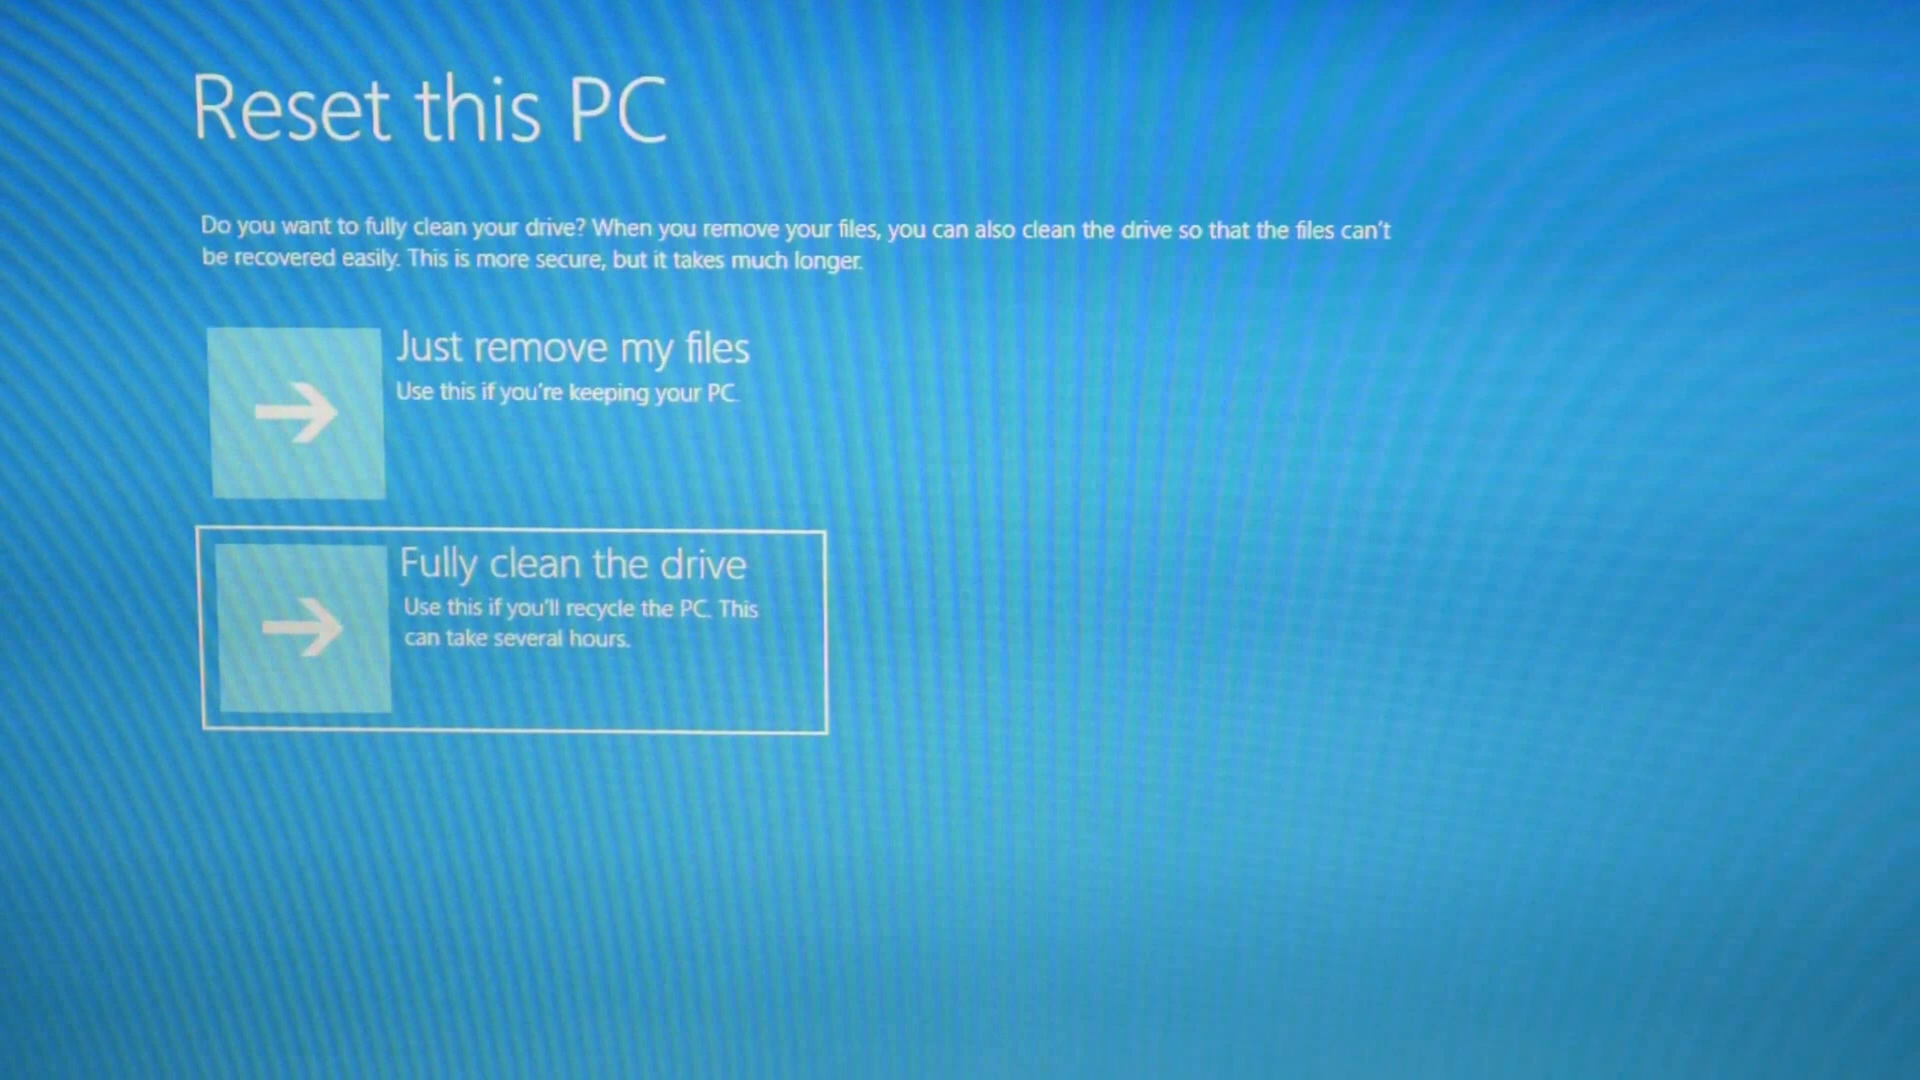 Reset this PC
Do you want to fully clean your drive? When you remove your files, you can also clean the drive so that the files can't
be recovered easily. This is more secure, but it takes much longer.
Just remove my files
Use this if you're keeping your PC.
Fully clean the drive
Use this if you'll recycle the PC. This
can take several hours.